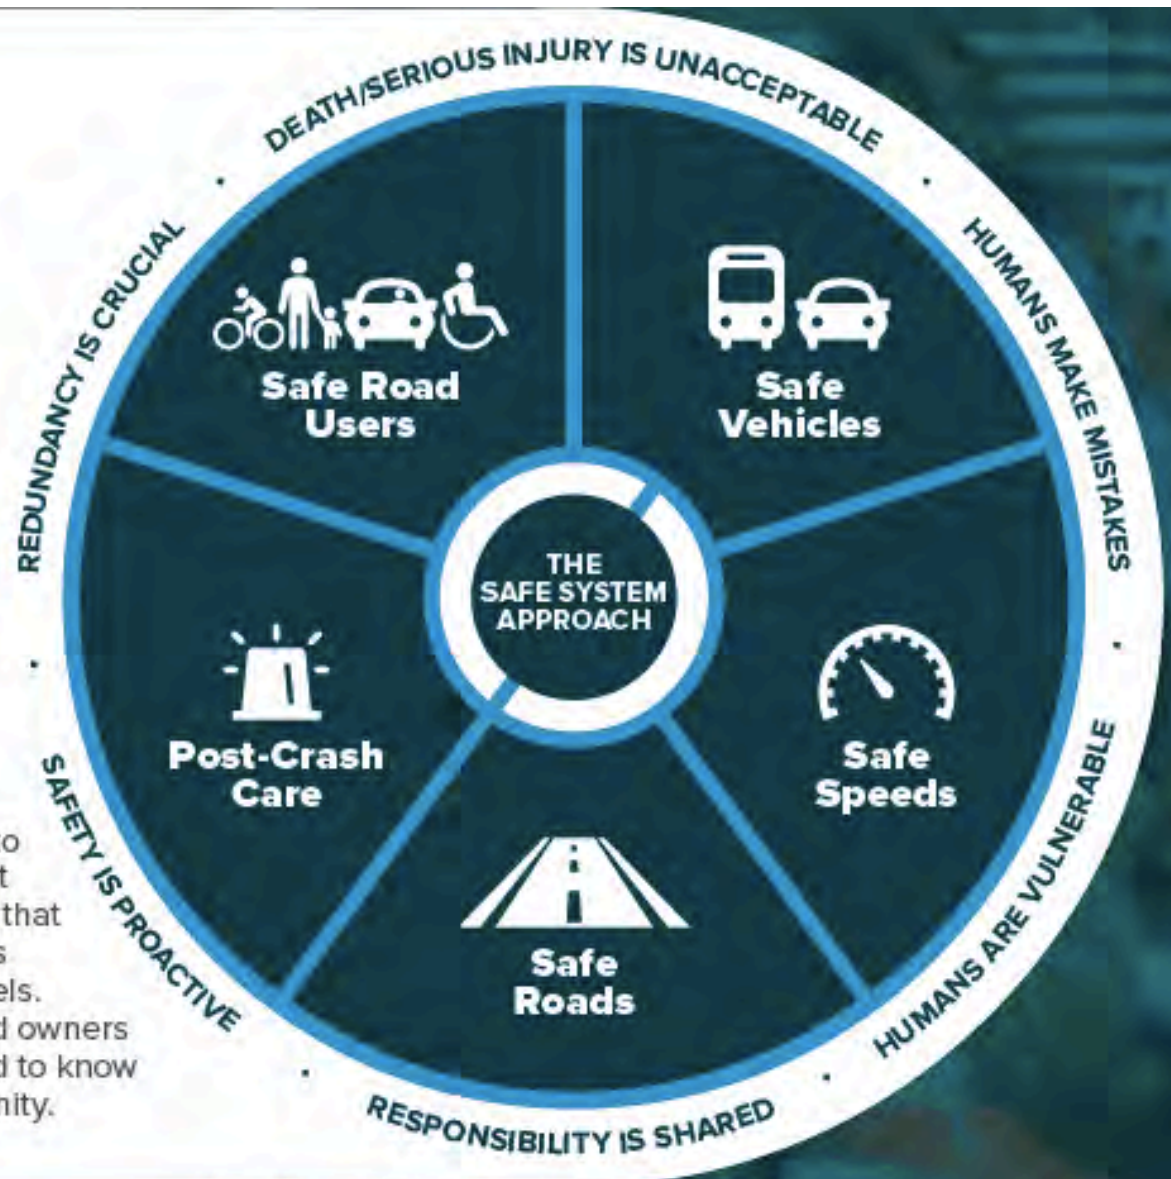 DEATH/SERIOUS INJURY IS UNACCEPTABLE
HUMANS MAKE MISTAKES
HUMANS ARE VULNERABLE
RESPONSIBILITY IS SHARED
SAFETY IS PROACTIVE
REDUNDANCY IS CRUCIAL
Safe Road
Users
Safe
Vehicles
THE
SAFE SYSTEM
APPROACH
Post-Crash
Care
Safe
Speeds
Safe
Roads
that
owners
to know